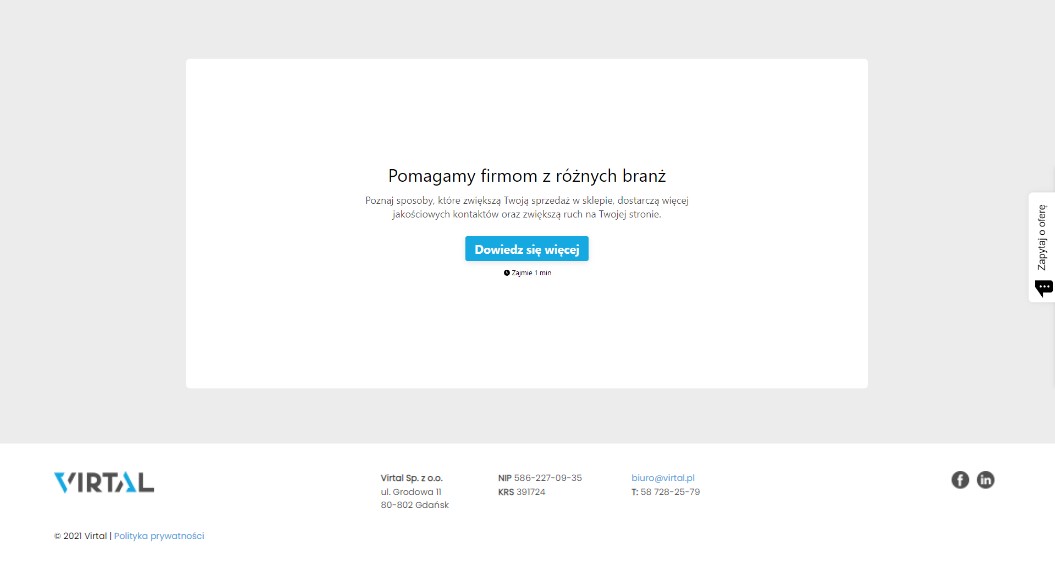 Pomagamy firmom z różnych branż
Poznaj sposoby, które zwiększą Twoją sprzedaż w sklepie, dostarczą więcej
jakościowych kontaktów oraz zwiększą ruch na Twojej stronie.
Dowiedz się więcej
Zajmie 1 min
Zapytaj o ofertę
VIRTAL
Virtal Sp. z o.o.
ul. Grodowa 11
80-802 Gdańsk
NIP 586-227-09-35
KRS 391724
biuro@virtal.pl
T: 58 728-25-79
© 2021 Virtal | Polityka prywatności